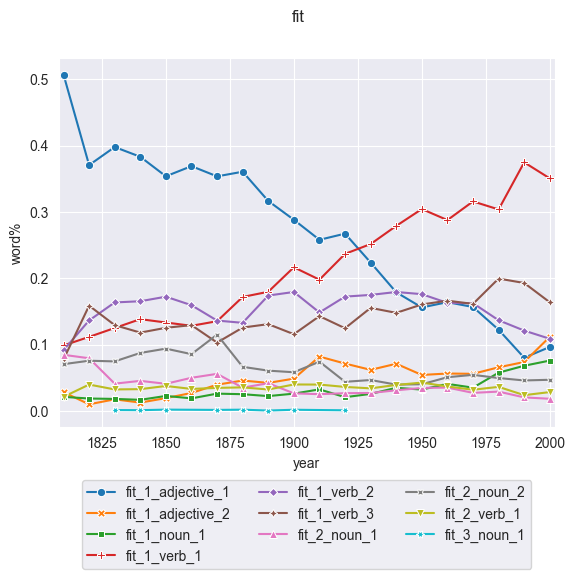 fit
0.5
0.4
0.3
0.2
0.1
0.0
word%
1825 1850 1875 1900 1925 1950 1975 2000
year
fit_1_adjective_1 fit_1_verb_2 fit_2_noun_2
fit_1_adjective_2 fit_1_verb_3 fit_2_verb_1
fit_1_noun_1 fit_2_noun_1 fit_3_noun_1
fit_1_verb_1